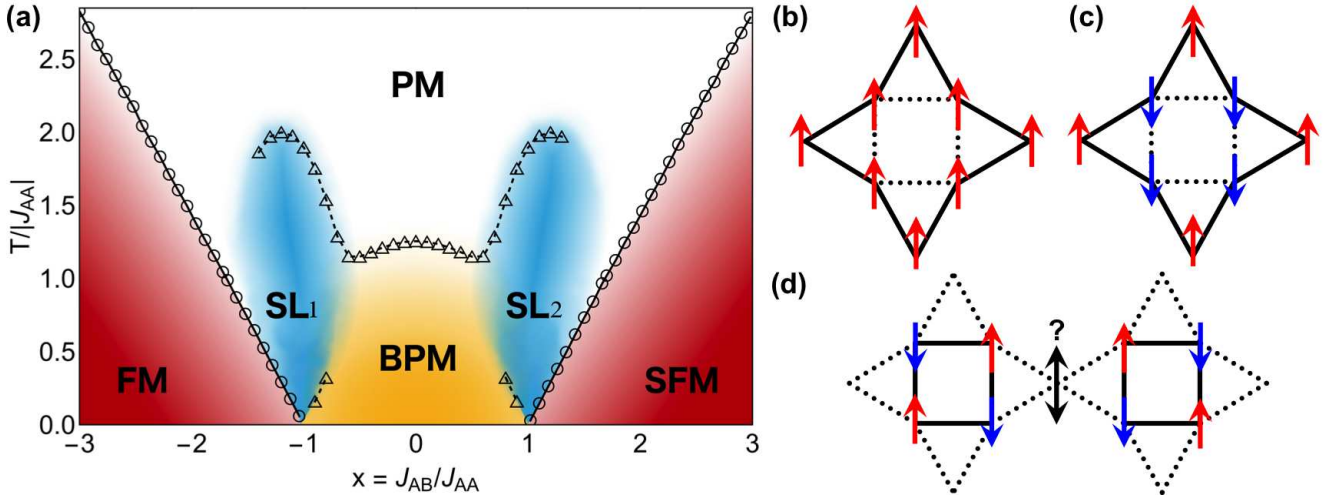 (a)
(b)
(c)
(d)
T/|J_AA|
2.5
2.0
1.5
1.0
0.5
0.0
PM
SL1
SL2
BPM
FM
SFM
−3
−2
−1
0
1
2
3
x = J_AB/J_AA
?